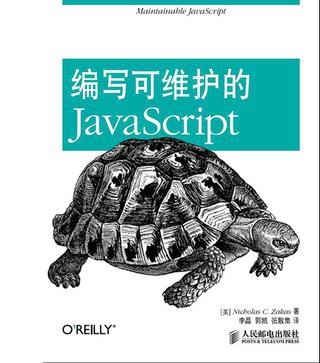 Maintainable JavaScript
编写可维护的
JavaScript
[美] Nicholas C. Zakas 著
李晶 郭凯 张散集 译
O'REILLY®
人民邮电出版社
POSTS & TELECOM PRESS